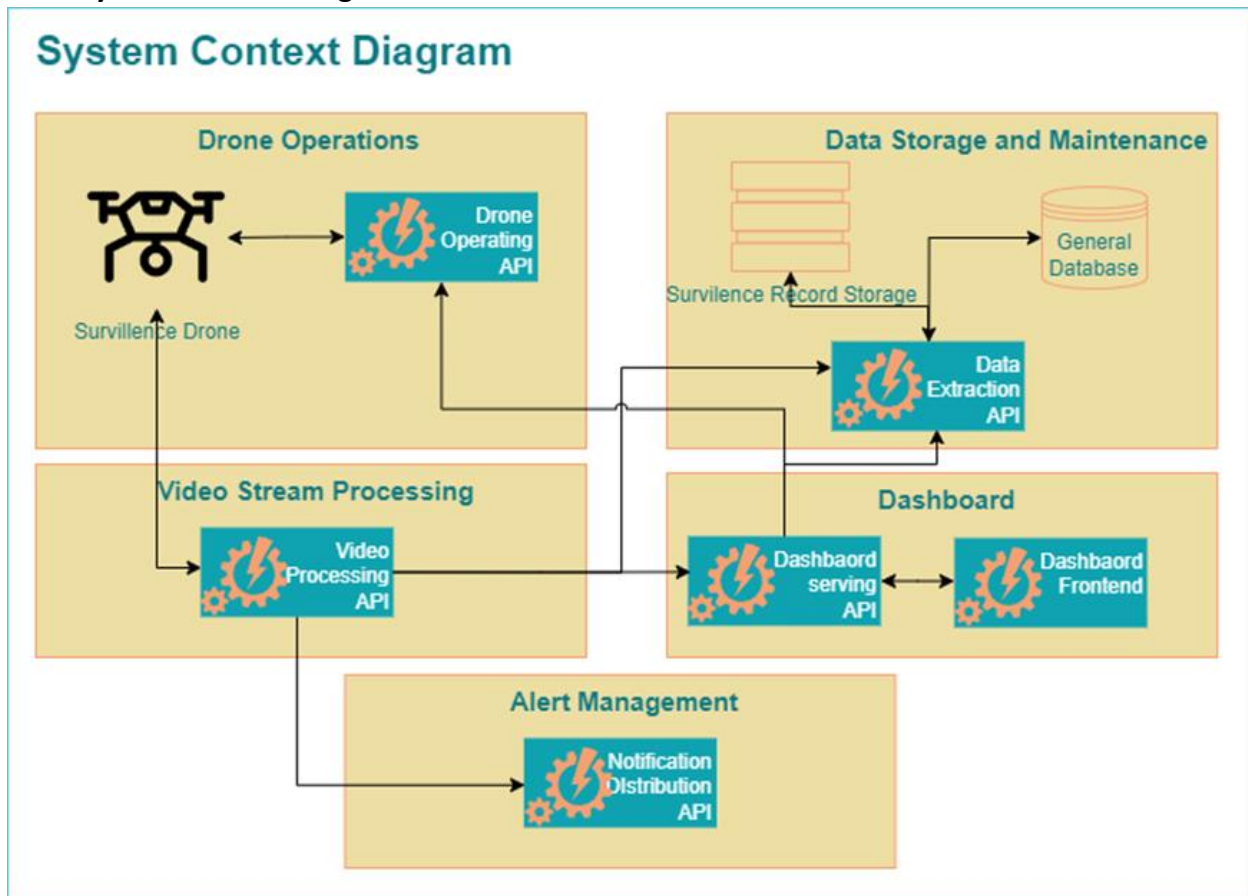 System Context Diagram
Drone Operations
Drone
Operating
API
Survillence Drone
Data Storage and Maintenance
General
Database
Survilence Record Storage
Data
Extraction
API
Video Stream Processing
Video
Processing
API
Dashboard
Dashbaord
serving
API
Dashbaord
Frontend
Alert Management
Notification
DIstribution
API